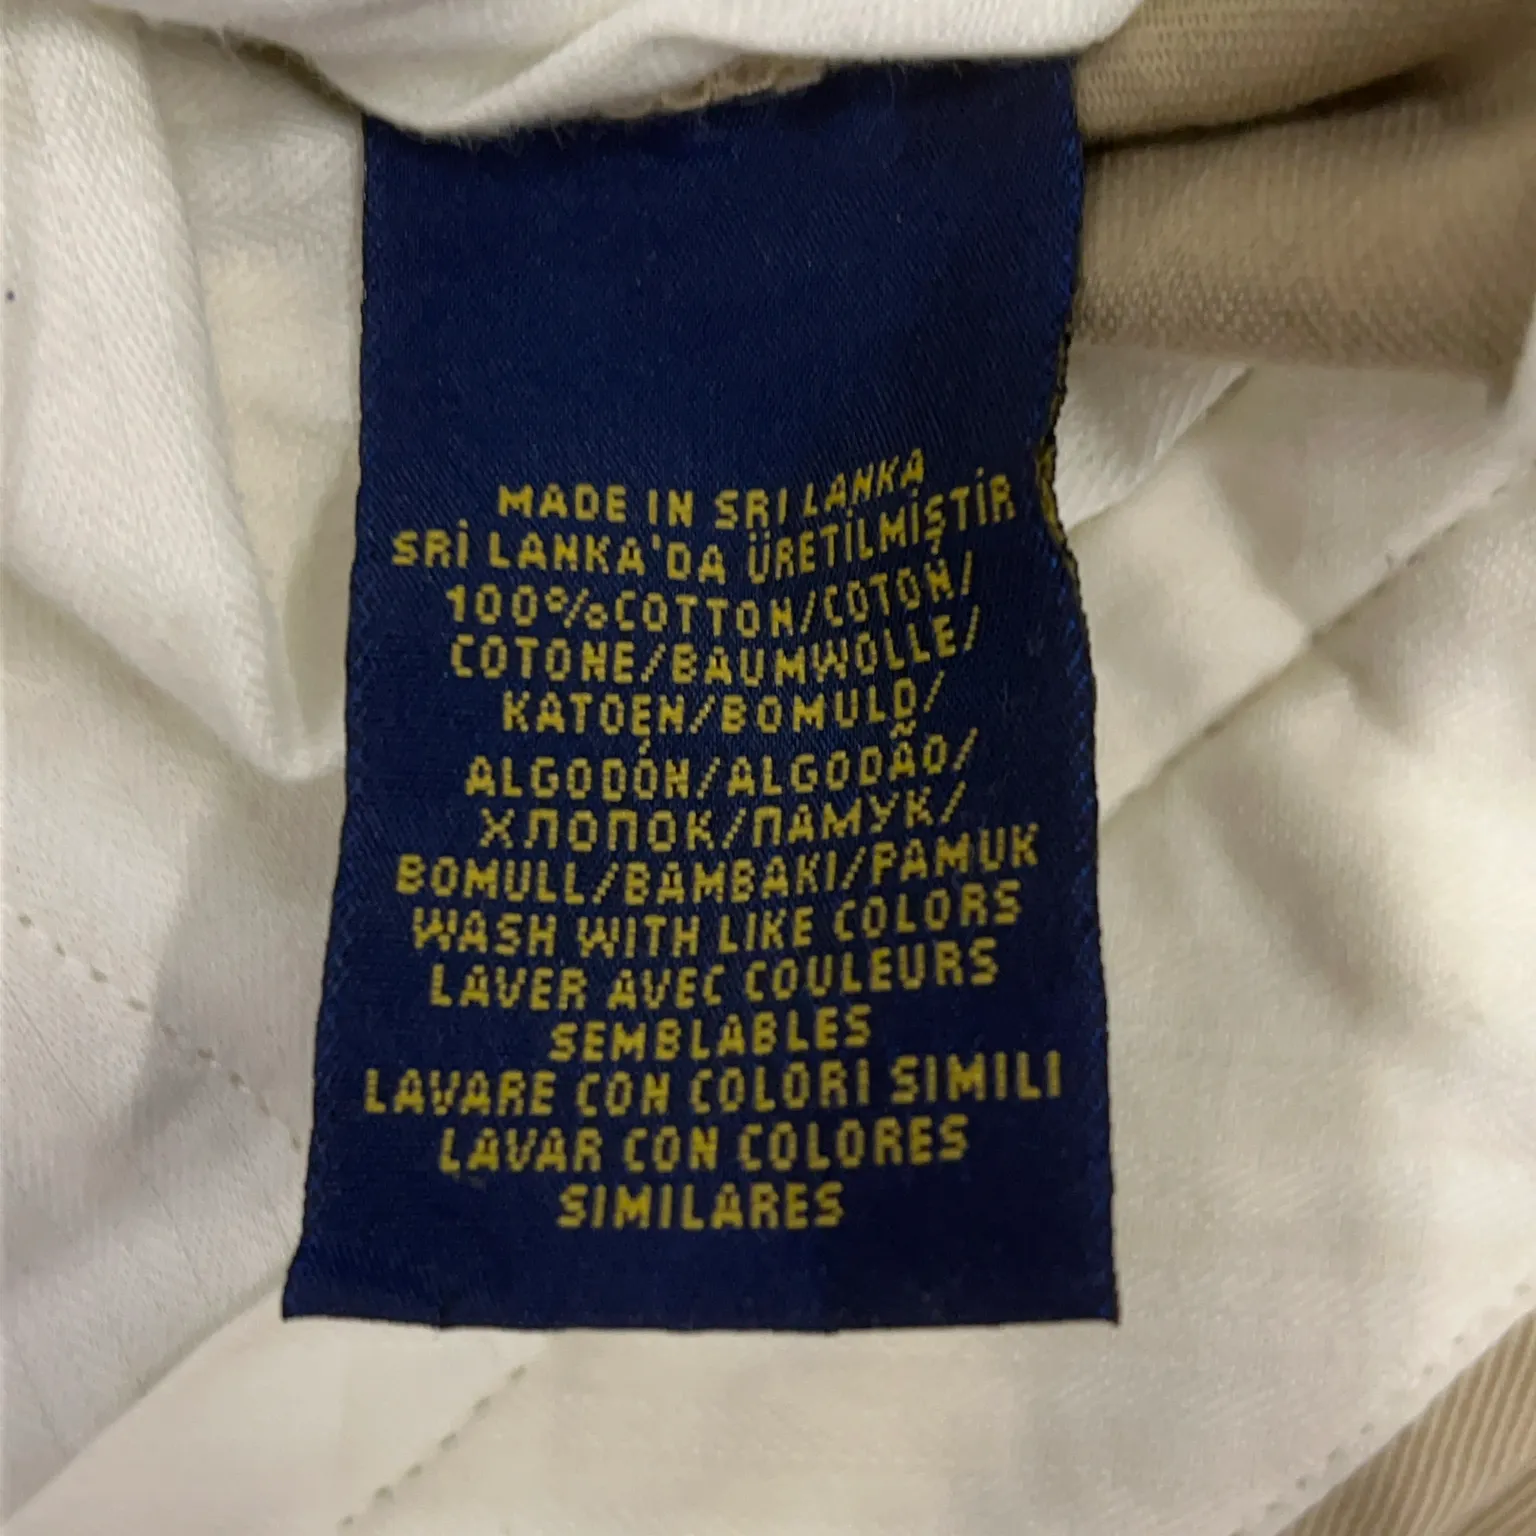 MADE IN SRI LANKA
SRİ LANKA'DA ÜRETİLMİŞTİR
100%COTTON/COTON/
COTONE/BAUMWOLLE/
KATOEN/BOMULD/
ALGODÓN/ALGODÃO/
ХЛОПОК/ПАМУК/
BOMULL/BAMBAKI/PAMUK
WASH WITH LIKE COLORS
LAVER AVEC COULEURS
SEMBLABLES
LAVARE CON COLORI SIMILI
LAVAR CON COLORES
SIMILARES